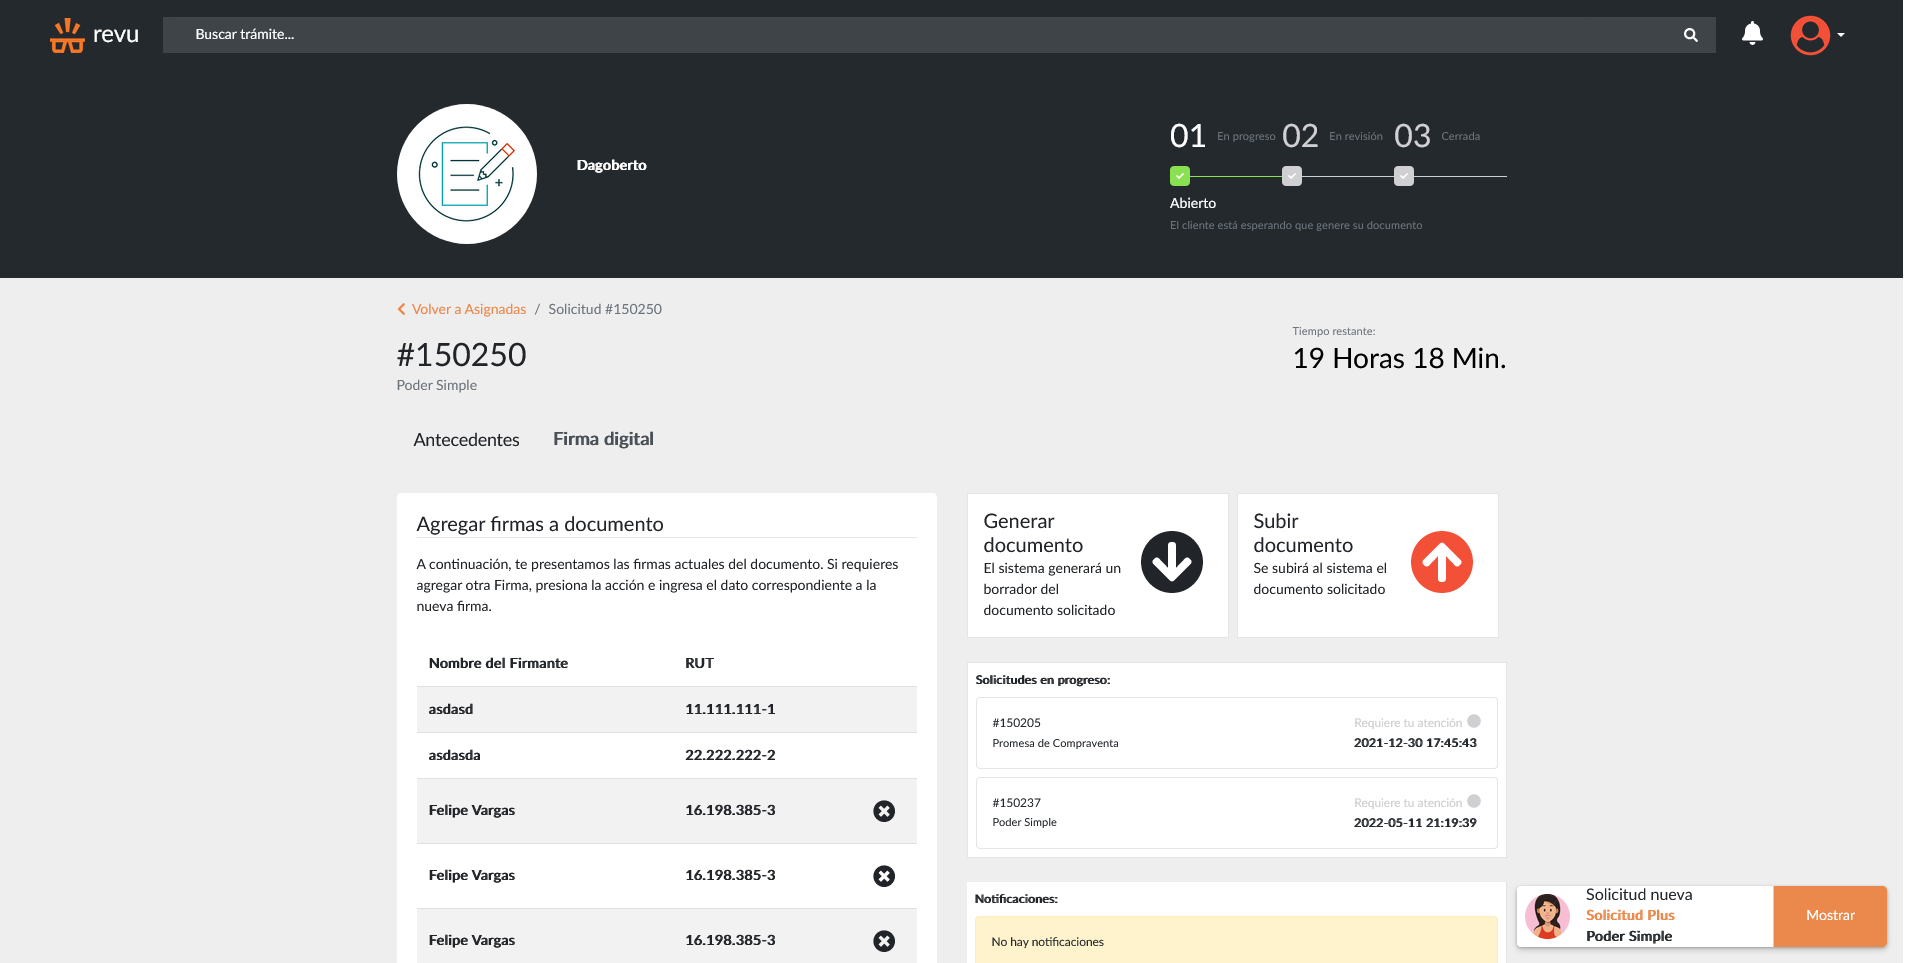 revu
Buscar trámite...
Dagoberto
01 En progreso 02 En revisión 03 Cerrada
Abierto
El cliente está esperando que genere su documento
Volver a Asignadas / Solicitud #150250
#150250
Poder Simple
Tiempo restante:
19 Horas 18 Min.
Antecedentes Firma digital
Agregar firmas a documento
A continuación, te presentamos las firmas actuales del documento. Si requieres
agregar otra Firma, presiona la acción e ingresa el dato correspondiente a la
nueva firma.
Nombre del Firmante RUT
asdasd 11.111.111-1
asdasda 22.222.222-2
Felipe Vargas 16.198.385-3
Felipe Vargas 16.198.385-3
Felipe Vargas 16.198.385-3
Generar
documento
El sistema generará un
borrador del
documento solicitado
Subir
documento
Se subirá al sistema el
documento solicitado
Solicitudes en progreso:
#150205 Requiere tu atención
Promesa de Compraventa 2021-12-30 17:45:43
#150237 Requiere tu atención
Poder Simple 2022-05-11 21:19:39
Notificaciones:
No hay notificaciones
Solicitud nueva
Solicitud Plus
Poder Simple
Mostrar